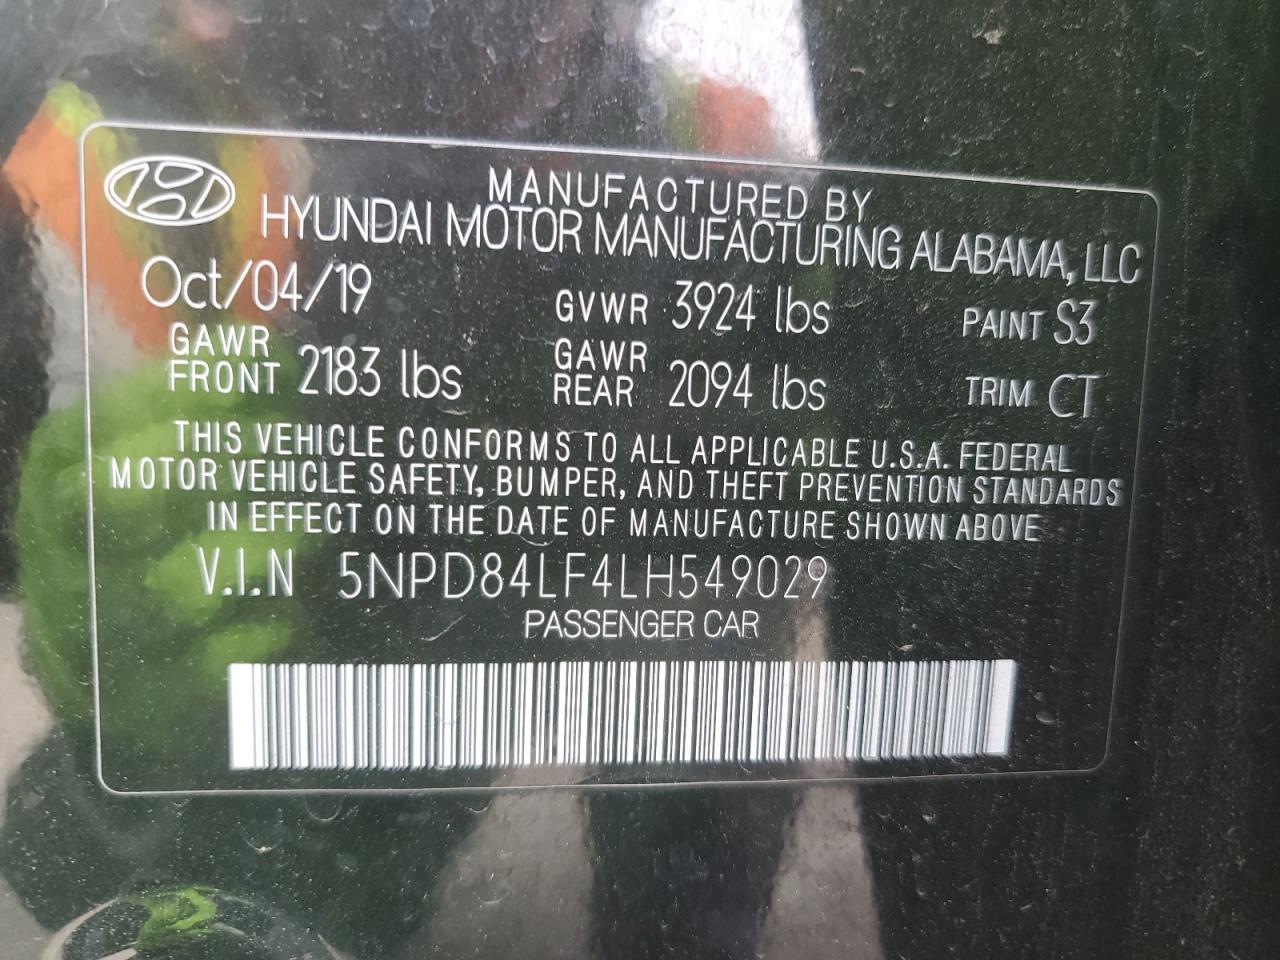 MANUFACTURED BY
HYUNDAI MOTOR MANUFACTURING ALABAMA, LLC
Oct/04/19 GVWR 3924 lbs PAINT S3
GAWR FRONT 2183 lbs GAWR REAR 2094 lbs TRIM CT
THIS VEHICLE CONFORMS TO ALL APPLICABLE U.S.A. FEDERAL
MOTOR VEHICLE SAFETY, BUMPER, AND THEFT PREVENTION STANDARDS
IN EFFECT ON THE DATE OF MANUFACTURE SHOWN ABOVE
V.I.N 5NPD84LF4LH549029
PASSENGER CAR